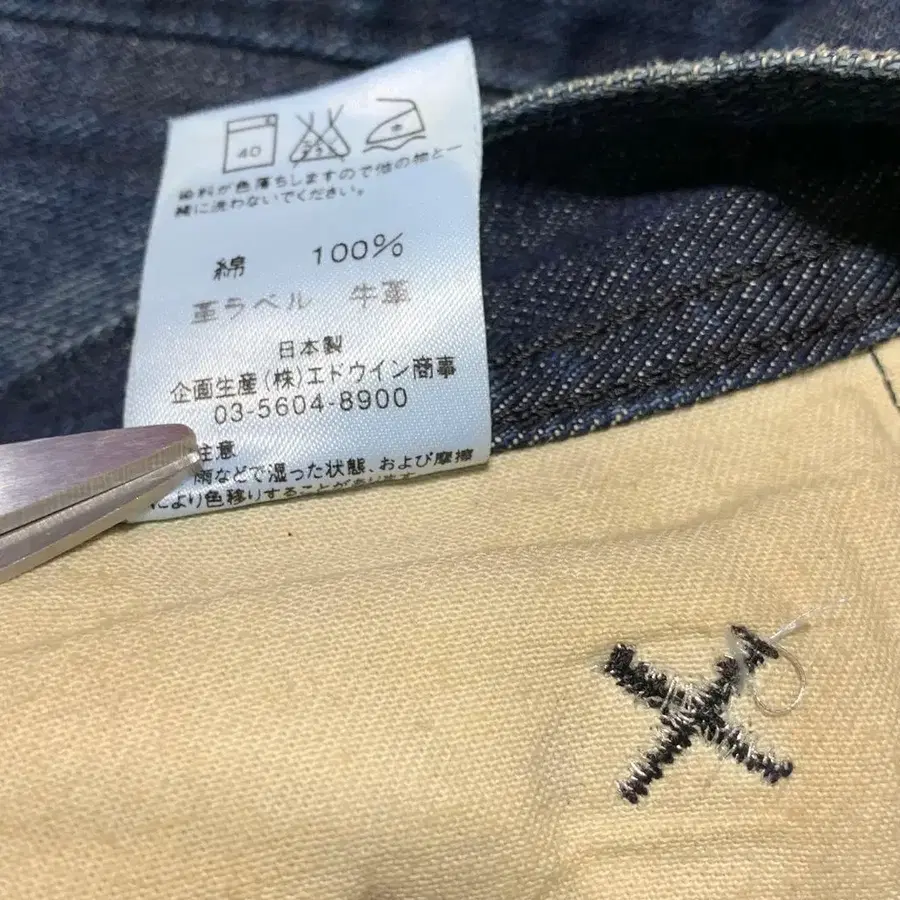 40
染料が色落ちしますので他の物と一
緒に洗わないでください。
綿 100%
革ラベル 牛革
日本製
企画生産(株)エドウイン商事
03-5604-8900
注意
雨などで湿った状態、および摩擦
により色移りすることがあります